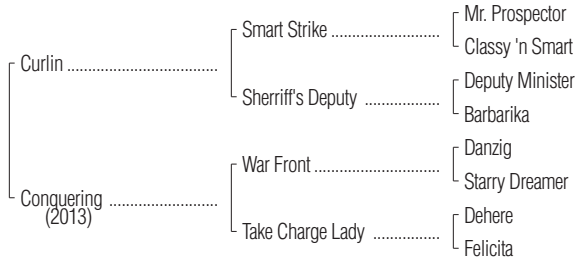 Mr. Prospector
Smart Strike ........................
Classy 'n Smart
Curlin .................................
Deputy Minister
Sherriff's Deputy .................
Barbarika
Danzig
War Front ...........................
Starry Dreamer
Conquering ........................
(2013)
Dehere
Take Charge Lady ...............
Felicita